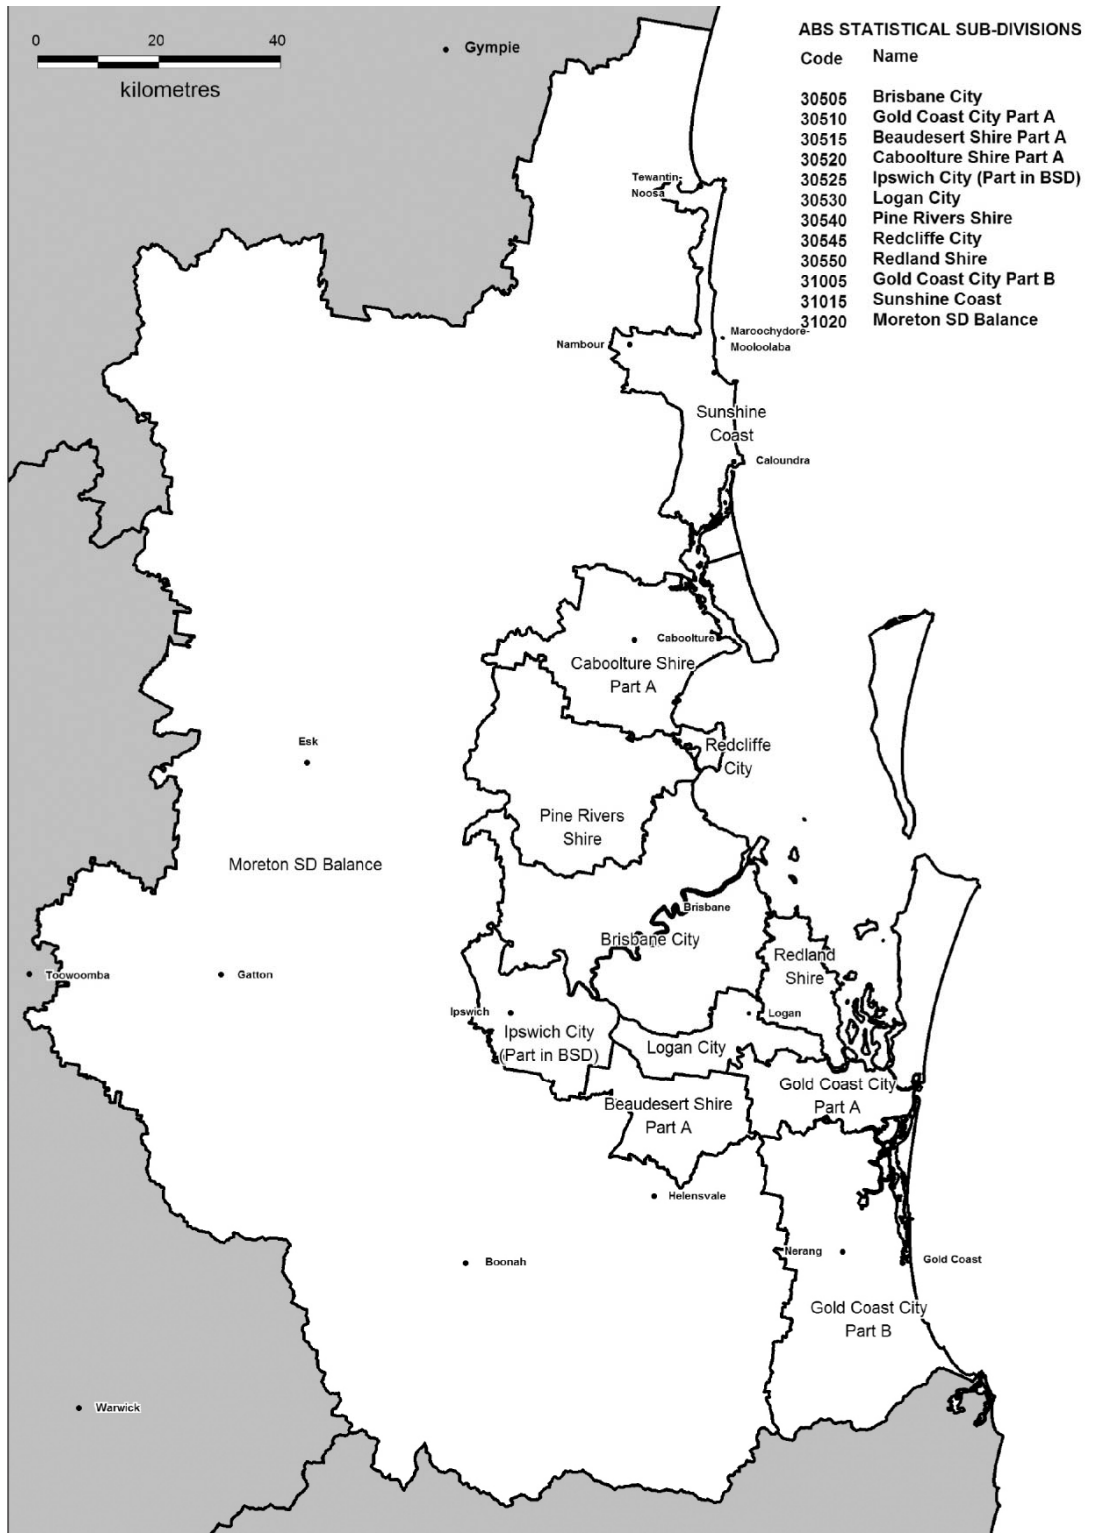 ABS STATISTICAL SUB-DIVISIONS
Code Name
30505 Brisbane City
30510 Gold Coast City Part A
30515 Beaudesert Shire Part A
30520 Caboolture Shire Part A
30525 Ipswich City (Part in BSD)
30530 Logan City
30540 Pine Rivers Shire
30545 Redcliffe City
30550 Redland Shire
31005 Gold Coast City Part B
31015 Sunshine Coast
31020 Moreton SD Balance
0 20 40
kilometres
Gympie
Tewantin-
Noosa
Maroochydore-
Mooloolaba
Nambour
Sunshine
Coast
Caloundra
Caboolture
Caboolture Shire
Part A
Redcliffe
City
Esk
Pine Rivers
Shire
Moreton SD Balance
Brisbane
Brisbane City
Redland
Shire
Toowoomba
Gatton
Ipswich
Logan
Ipswich City
(Part in BSD)
Logan City
Gold Coast City
Part A
Beaudesert Shire
Part A
Helensvale
Nerang
Gold Coast
Boonah
Gold Coast City
Part B
Warwick